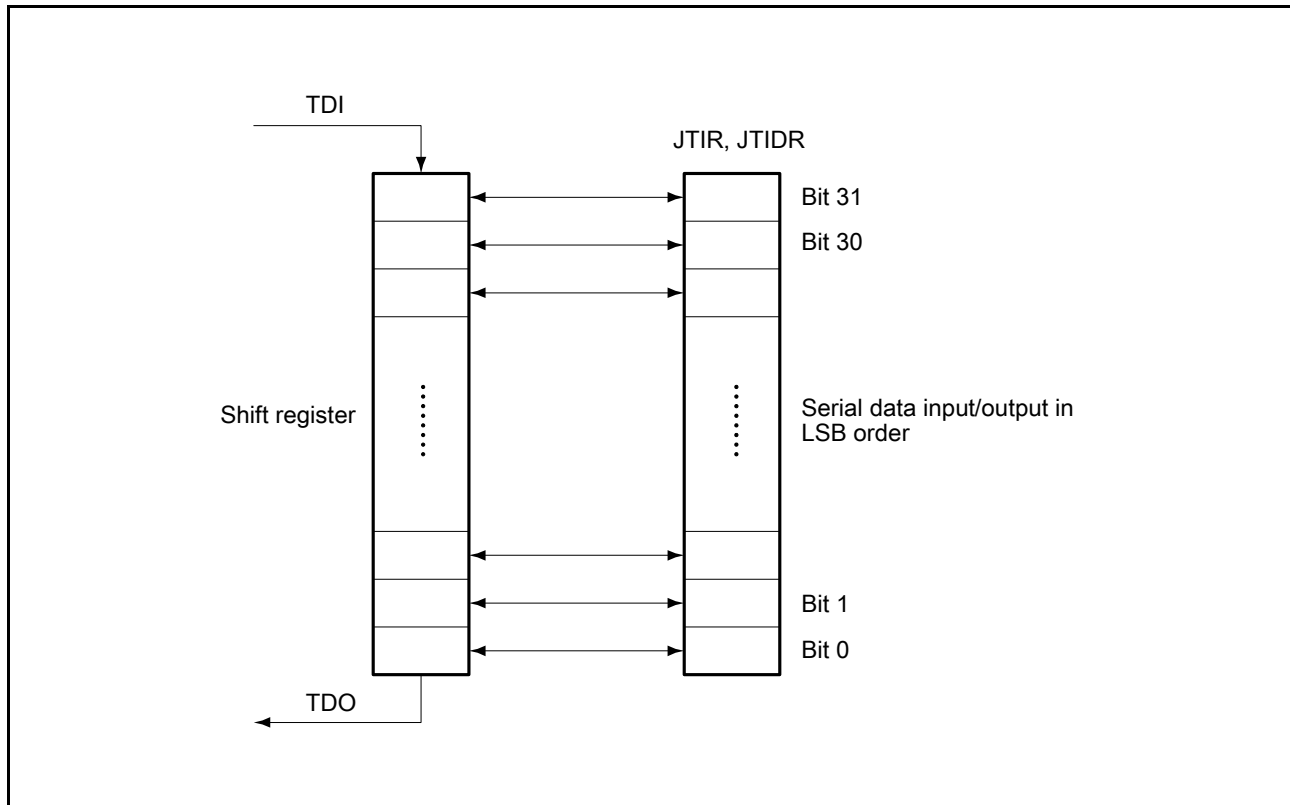 TDI
JTIR, JTIDR
Bit 31
Bit 30
Shift register
Serial data input/output in
LSB order
Bit 1
Bit 0
TDO